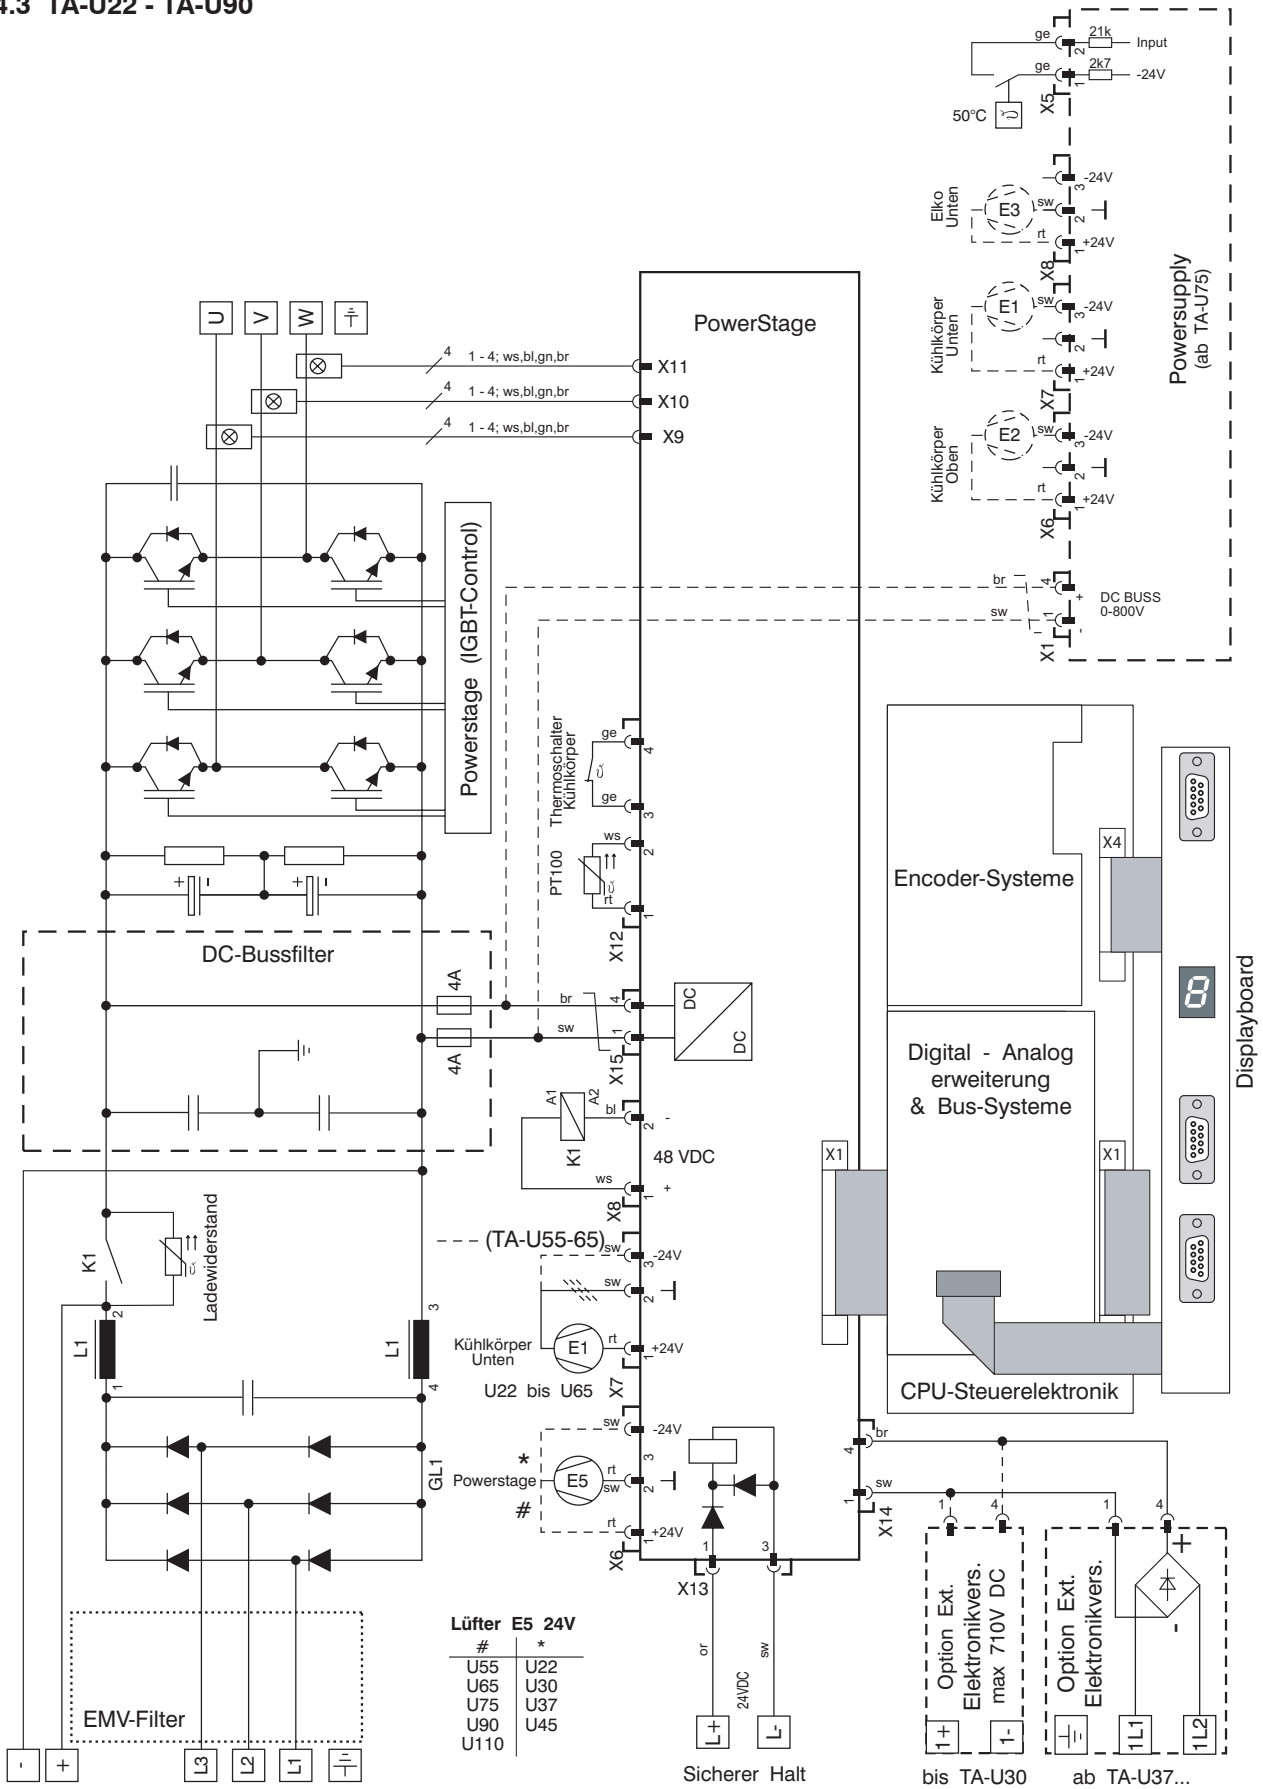 4.3 TA-U22 - TA-U90
ge
2
21k
Input
ge
1
2k7
-24V
X5
50°C
Elko
Unten
E3
3
-24V
sw
2
rt
1
+24V
X8
Kühlkörper
Unten
E1
sw
3
-24V
2
rt
1
+24V
X7
Kühlkörper
Oben
E2
sw
3
-24V
2
rt
1
+24V
X6
Powersupply
(ab TA-U75)
br
4
+
sw
1
-
X1
DC BUSS
0-800V
U
V
W
PowerStage
4
1 - 4; ws,bl,gn,br
X11
4
1 - 4; ws,bl,gn,br
X10
4
1 - 4; ws,bl,gn,br
X9
Powerstage (IGBT-Control)
Thermoschalter
Kühlkörper
ge
4
ge
3
PT100
ws
2
rt
1
X12
+
-
+
-
DC-Bussfilter
4A
4A
br
4
sw
1
X15
DC
DC
A1
A2
K1
bl
2
-
48 VDC
ws
1
+
X8
(TA-U55-65)
sw
3
-24V
sw
2
Kühlkörper
Unten
E1
rt
1
+24V
X7
U22 bis U65
sw
-24V
3
*
Powerstage
#
E5
rt
sw
2
rt
1
+24V
X6
K1
Ladewiderstand
L1
2
1
L1
3
4
GL1
EMV-Filter
-
+
L3
L2
L1
Lüfter E5 24V
# *
U55 U22
U65 U30
U75 U37
U90 U45
U110
1
3
X13
or
sw
24VDC
L+
L-
Sicherer Halt
Encoder-Systeme
X4
8
Displayboard
Digital - Analog
erweiterung
& Bus-Systeme
X1
X1
CPU-Steuerelektronik
4
br
1
sw
X14
1
4
Option Ext.
Elektronikvers.
max 710V DC
1+
1-
bis TA-U30
1
4
+
-
Option Ext.
Elektronikvers.
1L1
1L2
ab TA-U37...